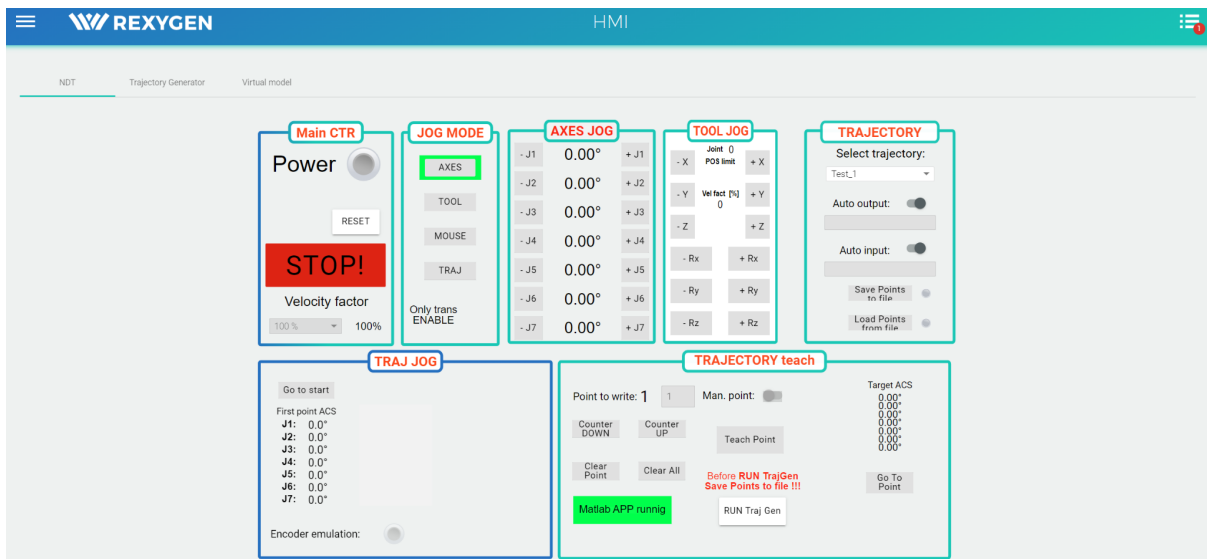 REXYGEN
HMI
1
NDT
Trajectory Generator
Virtual model
Main CTR
Power
RESET
STOP!
Velocity factor
100 %
100%
JOG MODE
AXES
TOOL
MOUSE
TRAJ
Only trans
ENABLE
AXES JOG
- J1 0.00° + J1
- J2 0.00° + J2
- J3 0.00° + J3
- J4 0.00° + J4
- J5 0.00° + J5
- J6 0.00° + J6
- J7 0.00° + J7
TOOL JOG
Joint 0
POS limit
- X + X
Vel fact [%]
0
- Y + Y
- Z + Z
- Rx + Rx
- Ry + Ry
- Rz + Rz
TRAJECTORY
Select trajectory:
Test_1
Auto output:
Auto input:
Save Points
to file
Load Points
from file
TRAJ JOG
Go to start
First point ACS
J1: 0.0°
J2: 0.0°
J3: 0.0°
J4: 0.0°
J5: 0.0°
J6: 0.0°
J7: 0.0°
Encoder emulation:
TRAJECTORY teach
Point to write: 1
1
Man. point:
Counter
DOWN
Counter
UP
Teach Point
Clear
Point
Clear All
Before RUN TrajGen
Save Points to file !!!
Matlab APP runnig
RUN Traj Gen
Target ACS
0.00°
0.00°
0.00°
0.00°
0.00°
0.00°
0.00°
Go To
Point